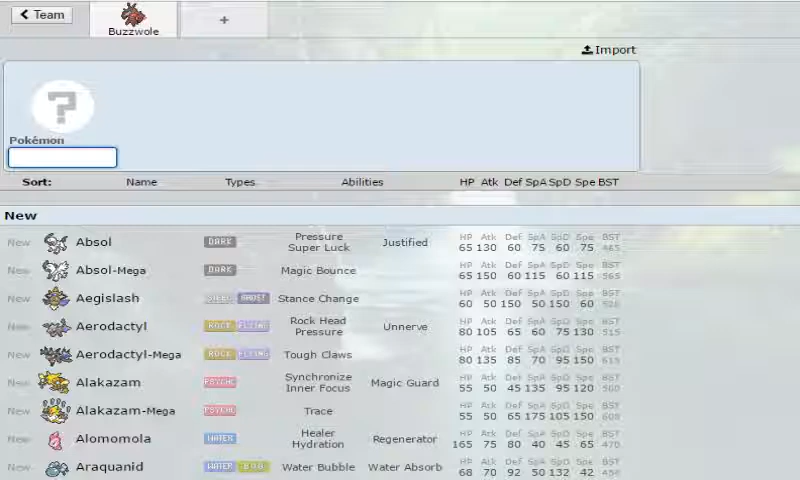 Team
Buzzwole
+
Import
?
Pokémon
Sort: Name Types Abilities HP Atk Def SpA SpD Spe BST
New
New Absol DARK Pressure Super Luck Justified HP 65 Atk 130 Def 60 SpA 75 SpD 60 Spe 75 BST 465
New Absol-Mega DARK Magic Bounce HP 65 Atk 150 Def 60 SpA 115 SpD 60 Spe 115 BST 565
New Aegislash STEEL GHOST Stance Change HP 60 Atk 50 Def 150 SpA 50 SpD 150 Spe 60 BST 520
New Aerodactyl ROCK FLYING Rock Head Pressure Unnerve HP 80 Atk 105 Def 65 SpA 60 SpD 75 Spe 130 BST 515
New Aerodactyl-Mega ROCK FLYING Tough Claws HP 80 Atk 135 Def 85 SpA 70 SpD 95 Spe 150 BST 615
New Alakazam PSYCHC Synchronize Inner Focus Magic Guard HP 55 Atk 50 Def 45 SpA 135 SpD 95 Spe 120 BST 500
New Alakazam-Mega PSYCHC Trace HP 55 Atk 50 Def 65 SpA 175 SpD 105 Spe 150 BST 600
New Alomomola WATER Healer Hydration Regenerator HP 165 Atk 75 Def 80 SpA 40 SpD 45 Spe 65 BST 470
New Araquanid WATER BUG Water Bubble Water Absorb HP 68 Atk 70 Def 92 SpA 50 SpD 132 Spe 42 BST 454